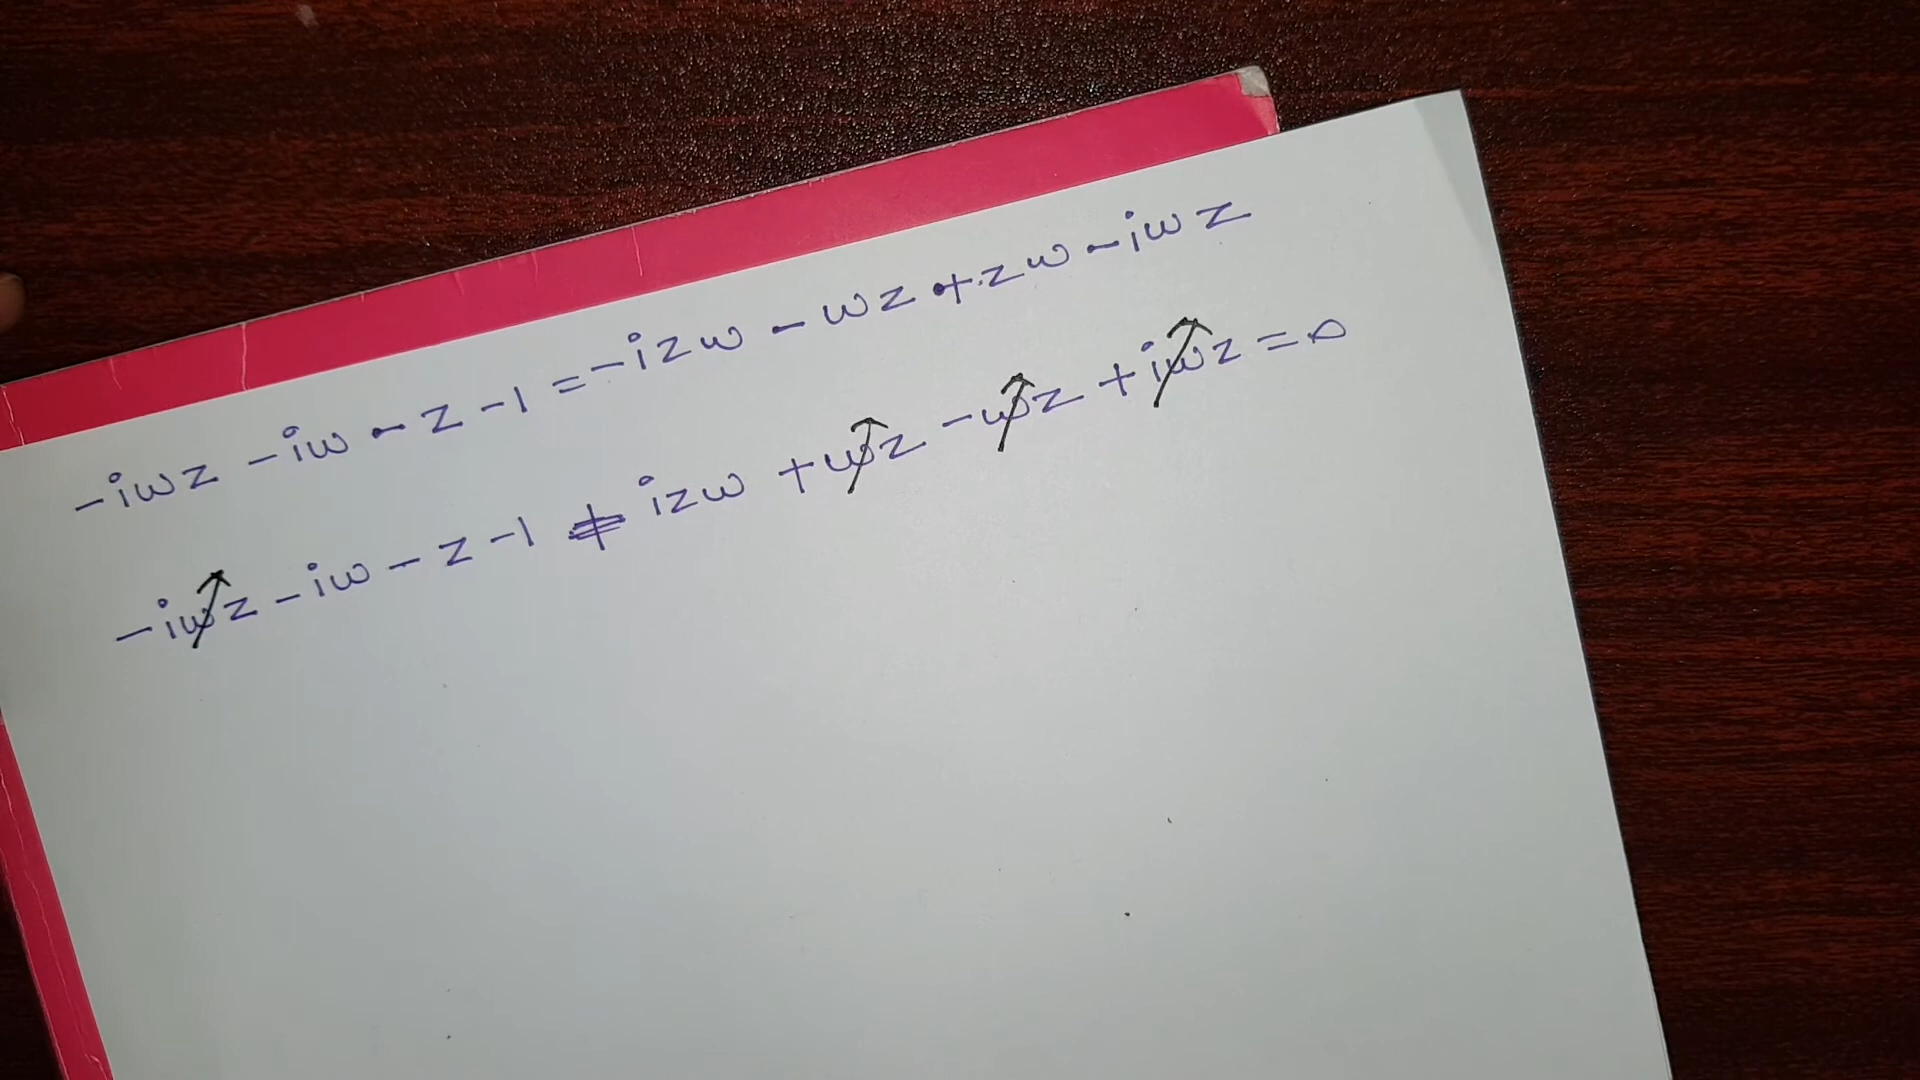 -iwz -iw - z -1 = -izw - wz + zw - iwz
-iwz - iw - z -1 + izw + wz - wz + iwz = 0